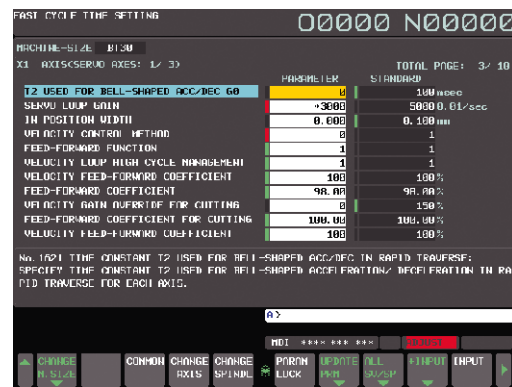 FAST CYCLE TIME SETTING O0000 N00000
MACHINE-SIZE BT30
X1 AXIS(SERVO AXES: 1/ 3) TOTAL PAGE: 3/ 10
PARAMETER STANDARD
T2 USED FOR BELL-SHAPED ACC/DEC G0 0 100 msec
SERVO LOOP GAIN *3000 5000 0.01/sec
IN POSITION WIDTH 0.000 0.100 mm
VELOCITY CONTROL METHOD 0 1
FEED-FORWARD FUNCTION 1 1
VELOCITY LOOP HIGH CYCLE MANAGEMENT 1 1
VELOCITY FEED-FORWARD COEFFICIENT 100 100 %
FEED-FORWARD COEFFICIENT 98.00 98.00 %
VELOCITY GAIN OVERRIDE FOR CUTTING 0 150 %
FEED-FORWARD COEFFICIENT FOR CUTTING 100.00 100.00 %
VELOCITY FEED-FORWARD COEFFICIENT 100 100 %
No.1621 TIME CONSTANT T2 USED FOR BELL-SHAPED ACC/DEC IN RAPID TRAVERSE:
SPECIFY TIME CONSTANT T2 USED FOR BELL-SHAPED ACCELERATION/ DECELERATION IN RA
PID TRAVERSE FOR EACH AXIS.
A>
MDI **** *** ***
CHANGE M.SIZE COMMON CHANGE AXIS CHANGE SPINDL PARAM LOCK UPDATE PRM ALL SV/SP +INPUT INPUT